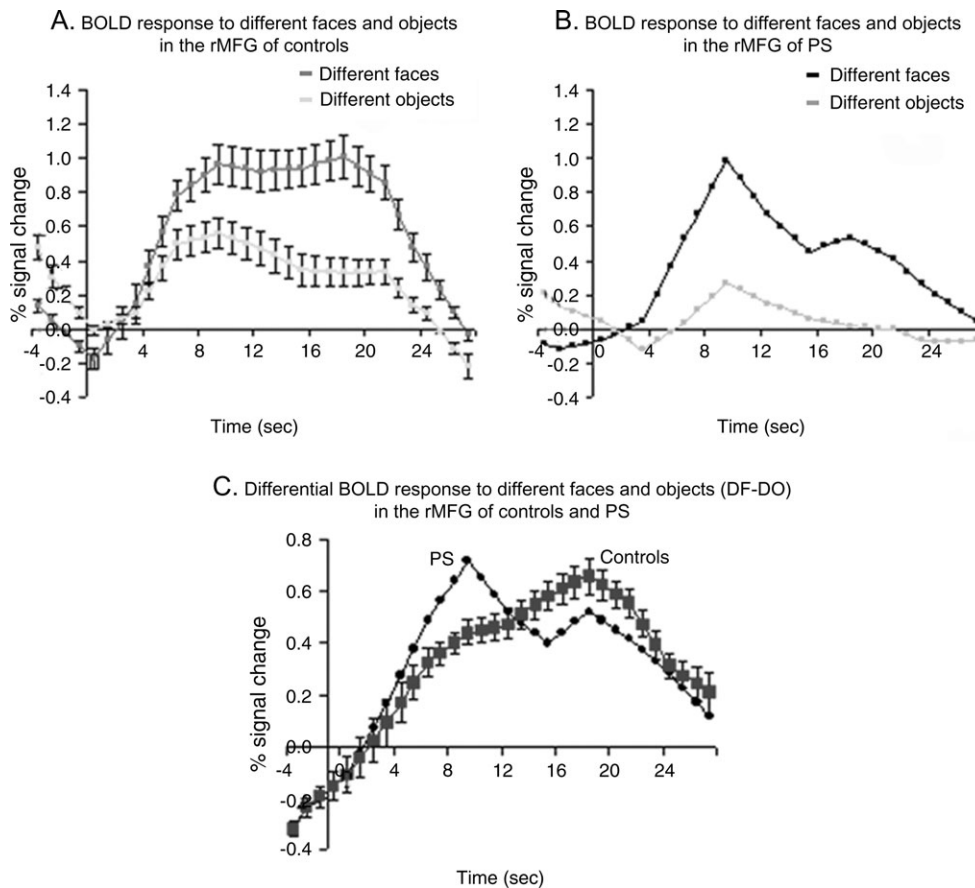 A. BOLD response to different faces and objects
in the rMFG of controls
Different faces
Different objects
% signal change
1.4
1.2
1.0
0.8
0.6
0.4
0.2
0.0
-0.2
-0.4
-4
4
8
12
16
20
24
Time (sec)
B. BOLD response to different faces and objects
in the rMFG of PS
Different faces
Different objects
% signal change
1.4
1.2
1.0
0.8
0.6
0.4
0.2
0.0
-0.2
-0.4
-4
0
4
8
12
16
20
24
Time (sec)
C. Differential BOLD response to different faces and objects (DF-DO)
in the rMFG of controls and PS
PS
Controls
% signal change
0.8
0.6
0.4
0.2
0.0
-0.2
-0.4
-4
0
4
8
12
16
20
24
Time (sec)